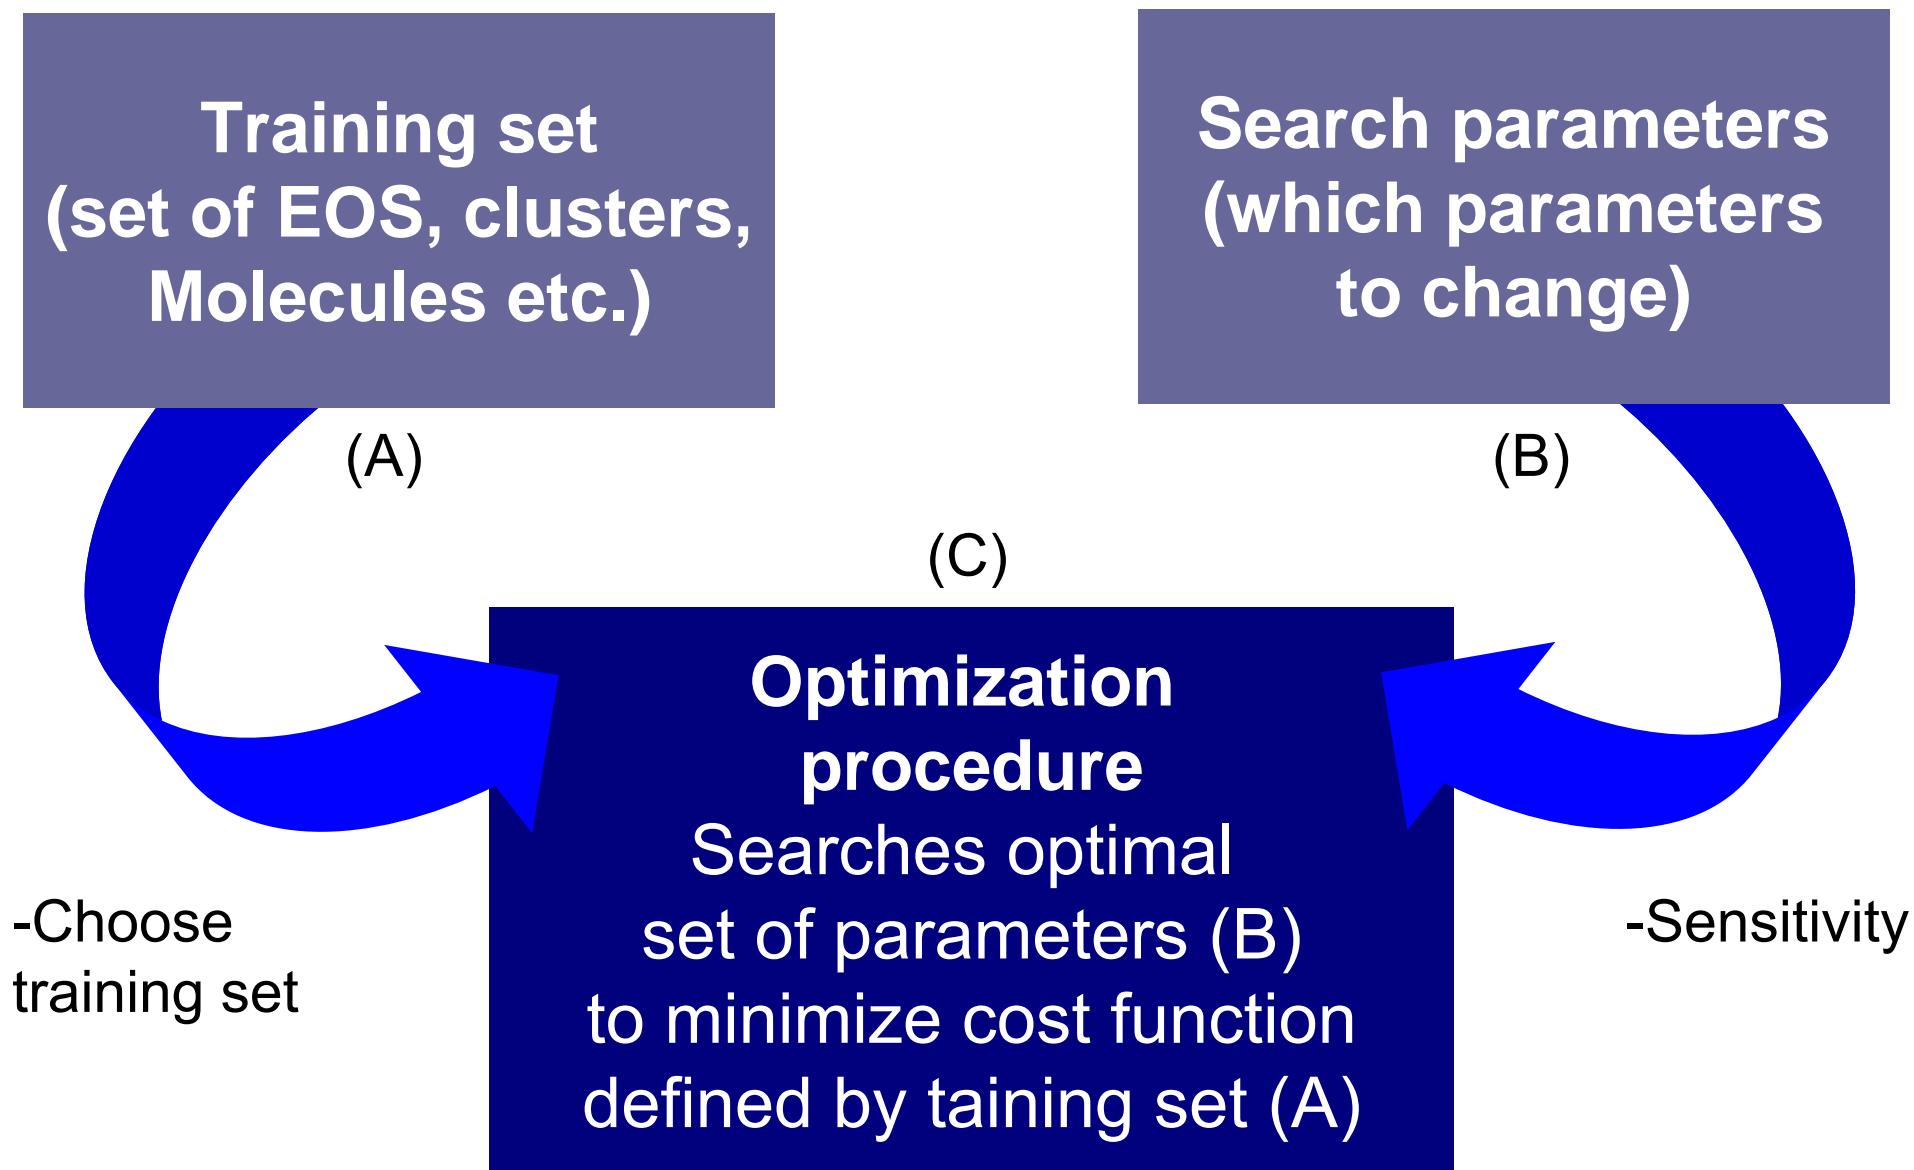 Training set
(set of EOS, clusters,
Molecules etc.)
Search parameters
(which parameters
to change)
(A)
(B)
(C)
Optimization
procedure
Searches optimal
set of parameters (B)
to minimize cost function
defined by taining set (A)
-Choose
training set
-Sensitivity